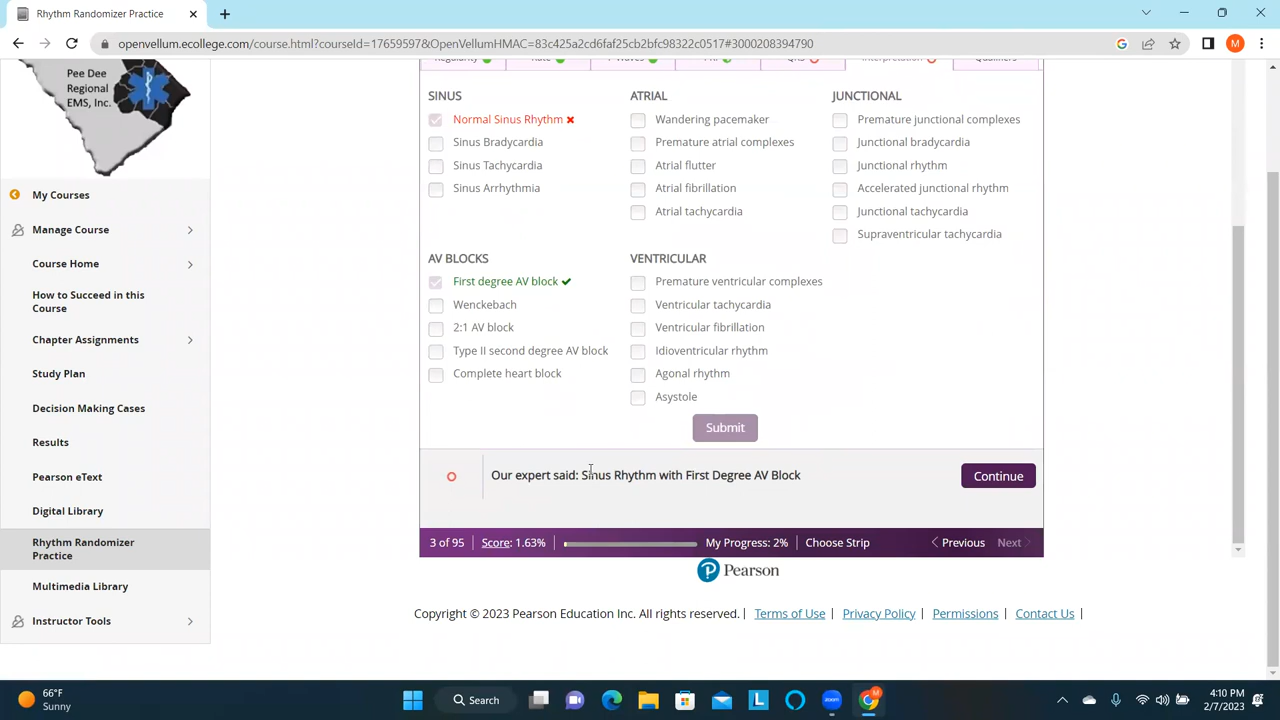 Rhythm Randomizer Practice
openvellum.ecollege.com/course.html?courseId=17659597&OpenVellumHMAC=d3c425a2cd6faf25cb2bfc98322c0517#3000208394790
M
Pee Dee
Regional
EMS, Inc.
My Courses
Manage Course
Course Home
How to Succeed in this
Course
Chapter Assignments
Study Plan
Decision Making Cases
Results
Pearson eText
Digital Library
Rhythm Randomizer
Practice
Multimedia Library
Instructor Tools
SINUS
Normal Sinus Rhythm
Sinus Bradycardia
Sinus Tachycardia
Sinus Arrhythmia
ATRIAL
Wandering pacemaker
Premature atrial complexes
Atrial flutter
Atrial fibrillation
Atrial tachycardia
JUNCTIONAL
Premature junctional complexes
Junctional bradycardia
Junctional rhythm
Accelerated junctional rhythm
Junctional tachycardia
Supraventricular tachycardia
AV BLOCKS
First degree AV block
Wenckebach
2:1 AV block
Type II second degree AV block
Complete heart block
VENTRICULAR
Premature ventricular complexes
Ventricular tachycardia
Ventricular fibrillation
Idioventricular rhythm
Agonal rhythm
Asystole
Submit
Our expert said: Sinus Rhythm with First Degree AV Block
Continue
3 of 95 Score: 1.63% My Progress: 2% Choose Strip Previous Next
Pearson
Copyright © 2023 Pearson Education Inc. All rights reserved. | Terms of Use | Privacy Policy | Permissions | Contact Us |
66°F
Sunny
Search
L
zoom
M
4:10 PM
2/7/2023